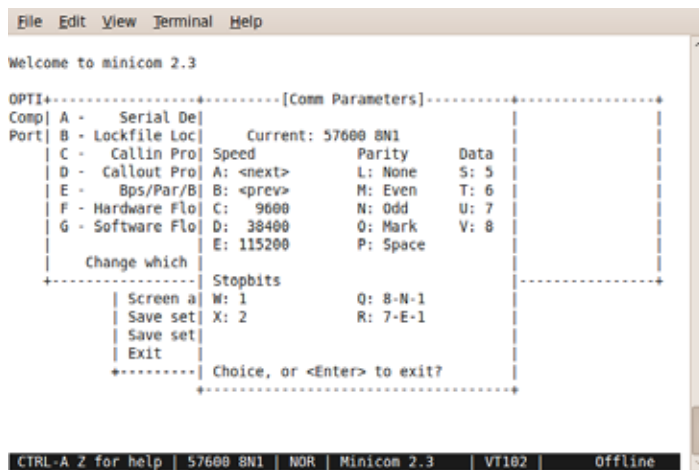 File Edit View Terminal Help
Welcome to minicom 2.3
OPTI+-----------------+---------[Comm Parameters]----------+----------------+
Comp| A -    Serial De|                                    |                |
Port| B - Lockfile Loc|     Current: 57600 8N1             |                |
    | C -   Callin Pro| Speed            Parity      Data  |                |
    | D -  Callout Pro| A: <next>        L: None     S: 5  |                |
    | E -    Bps/Par/B| B: <prev>        M: Even     T: 6  |                |
    | F - Hardware Flo| C:   9600        N: Odd      U: 7  |                |
    | G - Software Flo| D:  38400        O: Mark     V: 8  |                |
    |                 | E: 115200        P: Space          |                |
    |    Change which |                                    |                |
    +-----------------| Stopbits                           |----------------+
            | Screen a| W: 1             Q: 8-N-1          |
            | Save set| X: 2             R: 7-E-1          |
            | Save set|                                    |
            | Exit    |                                    |
            +---------| Choice, or <Enter> to exit?        |
                      +------------------------------------+
CTRL-A Z for help | 57600 8N1 | NOR | Minicom 2.3    | VT102 |      Offline